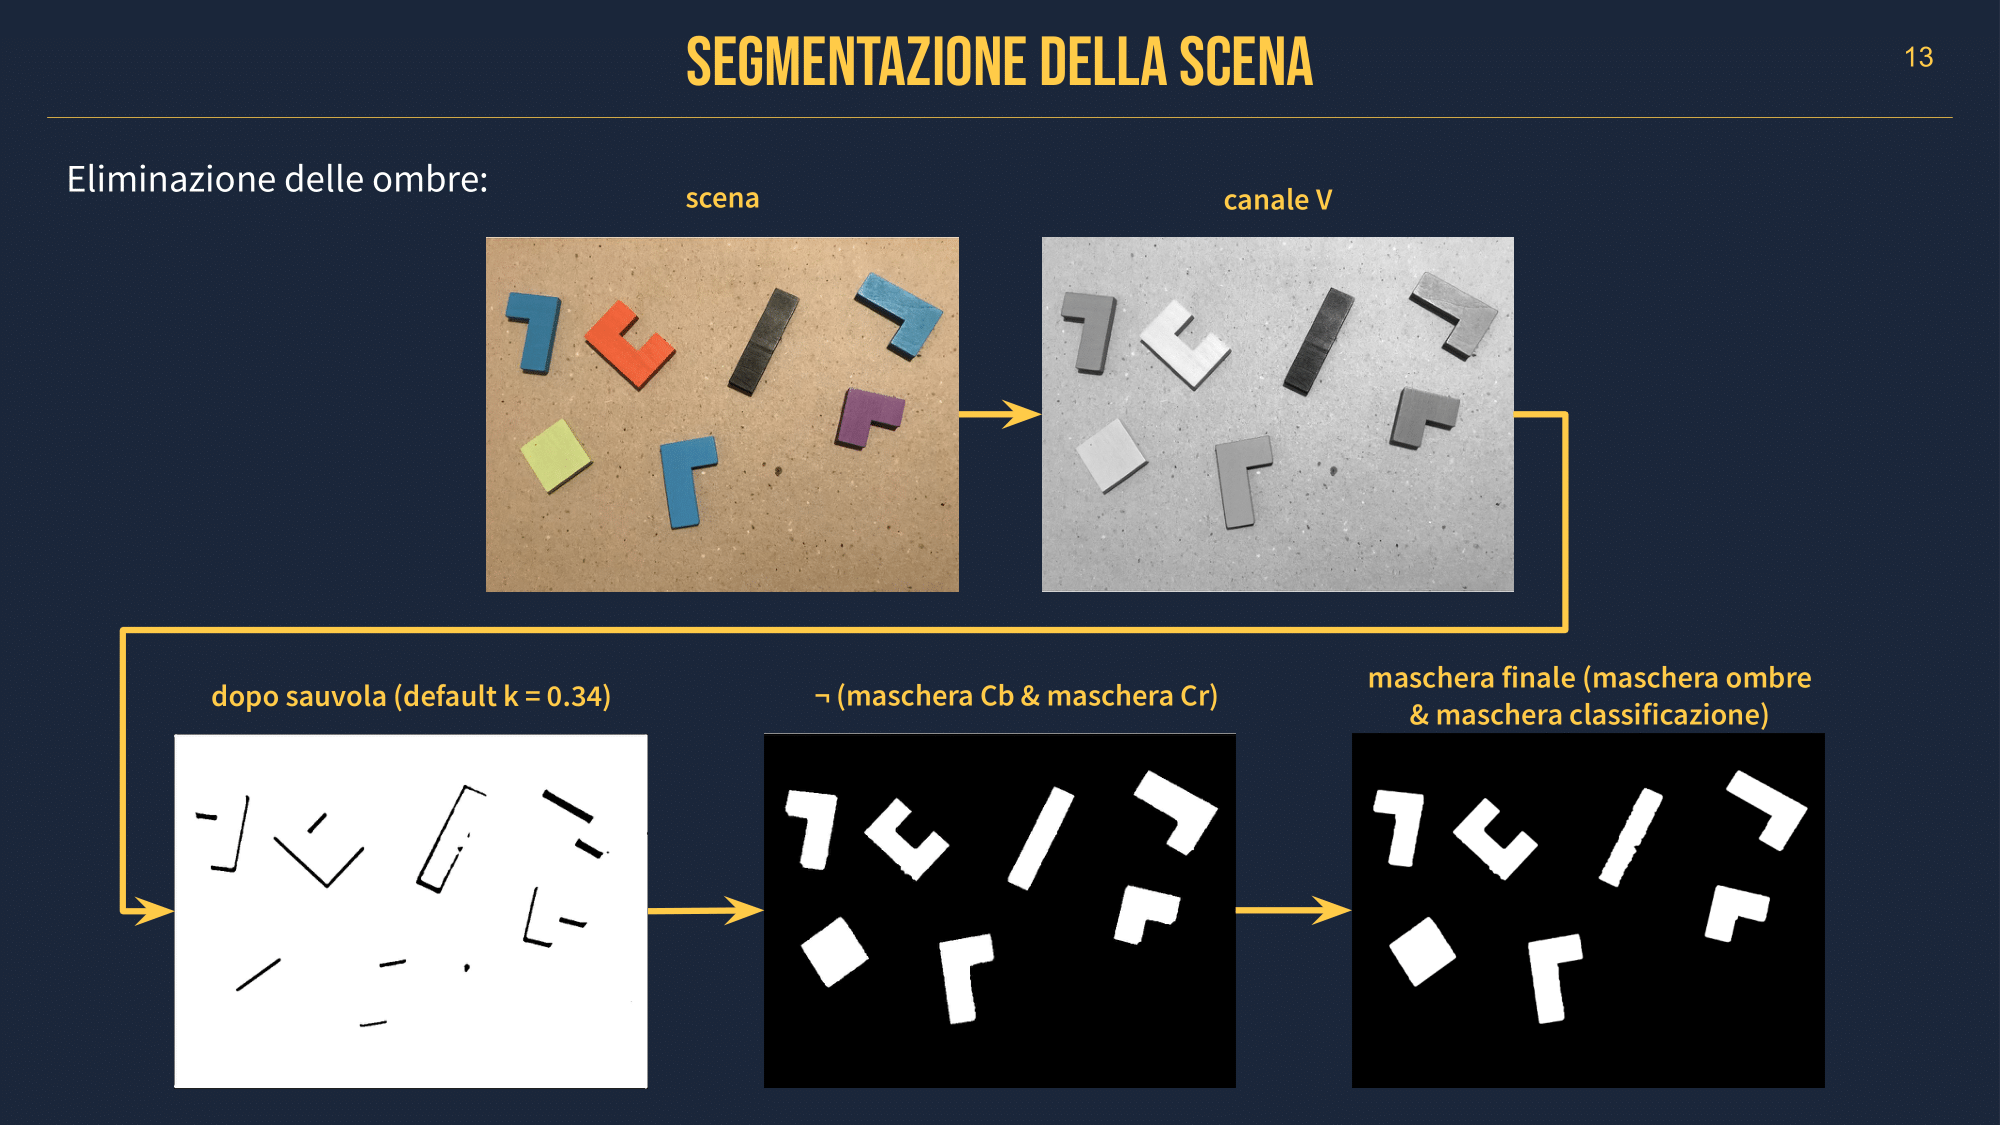 SEGMENTAZIONE DELLA SCENA
13
Eliminazione delle ombre:
scena
canale V
dopo sauvola (default k = 0.34)
¬ (maschera Cb & maschera Cr)
maschera finale (maschera ombre
& maschera classificazione)